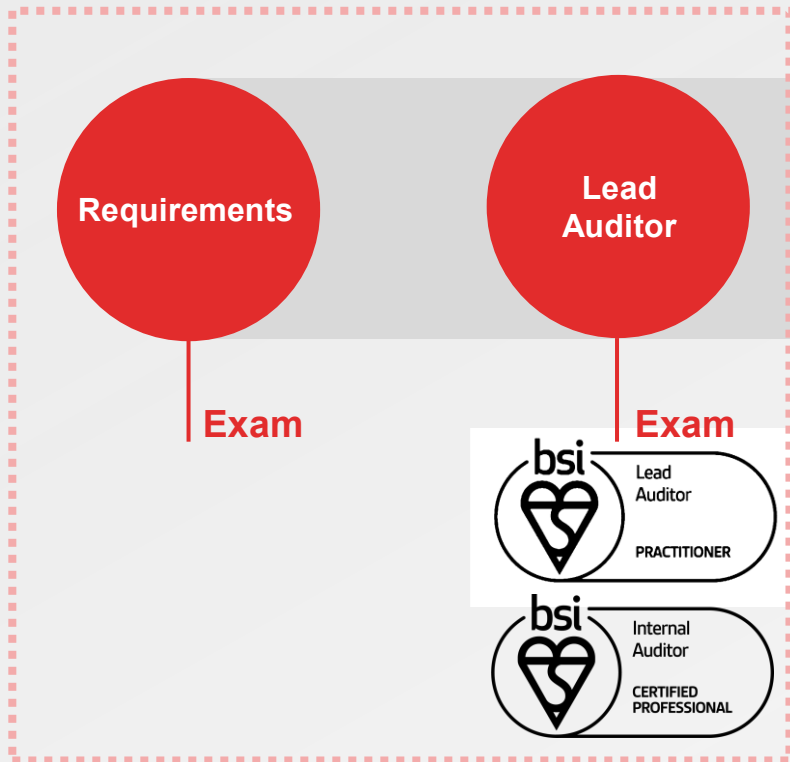 Requirements
Lead
Auditor
Exam
Exam
bsi
Lead
Auditor
PRACTITIONER
bsi
Internal
Auditor
CERTIFIED
PROFESSIONAL